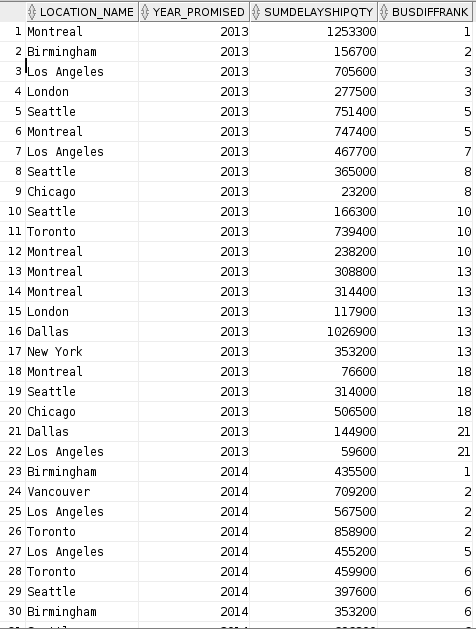 LOCATION_NAME YEAR_PROMISED SUMDELAYSHIPQTY BUSDIFFRANK
1 Montreal 2013 1253300 1
2 Birmingham 2013 156700 2
3 Los Angeles 2013 705600 3
4 London 2013 277500 3
5 Seattle 2013 751400 5
6 Montreal 2013 747400 5
7 Los Angeles 2013 467700 7
8 Seattle 2013 365000 8
9 Chicago 2013 23200 8
10 Seattle 2013 166300 10
11 Toronto 2013 739400 10
12 Montreal 2013 238200 10
13 Montreal 2013 308800 13
14 Montreal 2013 314400 13
15 London 2013 117900 13
16 Dallas 2013 1026900 13
17 New York 2013 353200 13
18 Montreal 2013 76600 18
19 Seattle 2013 314000 18
20 Chicago 2013 506500 18
21 Dallas 2013 144900 21
22 Los Angeles 2013 59600 21
23 Birmingham 2014 435500 1
24 Vancouver 2014 709200 2
25 Los Angeles 2014 567500 2
26 Toronto 2014 858900 2
27 Los Angeles 2014 455200 5
28 Toronto 2014 459900 6
29 Seattle 2014 397600 6
30 Birmingham 2014 353200 6